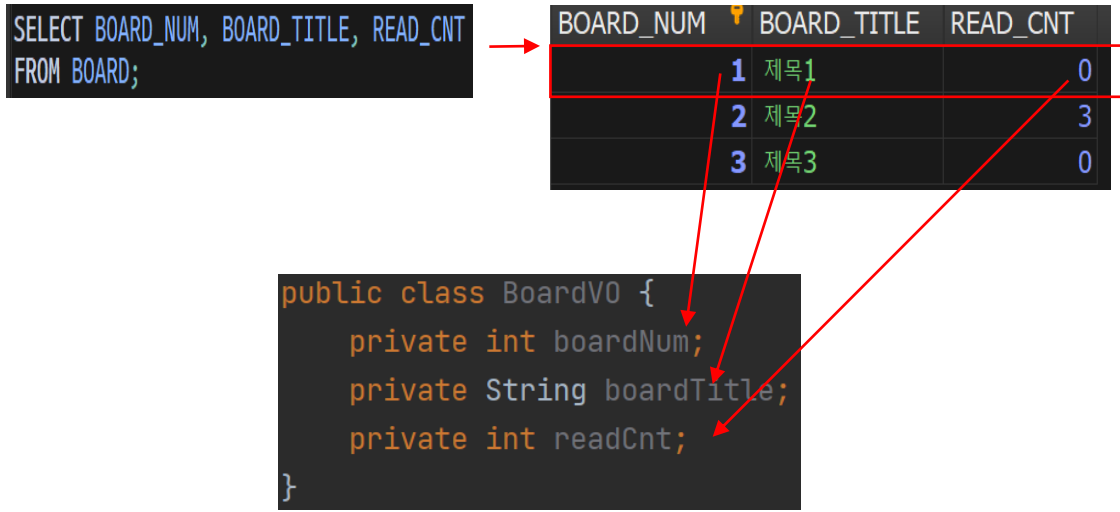 SELECT BOARD_NUM, BOARD_TITLE, READ_CNT
FROM BOARD;
BOARD_NUM BOARD_TITLE READ_CNT
1 제목1 0
2 제목2 3
3 제목3 0
public class BoardVO {
private int boardNum;
private String boardTitle;
private int readCnt;
}